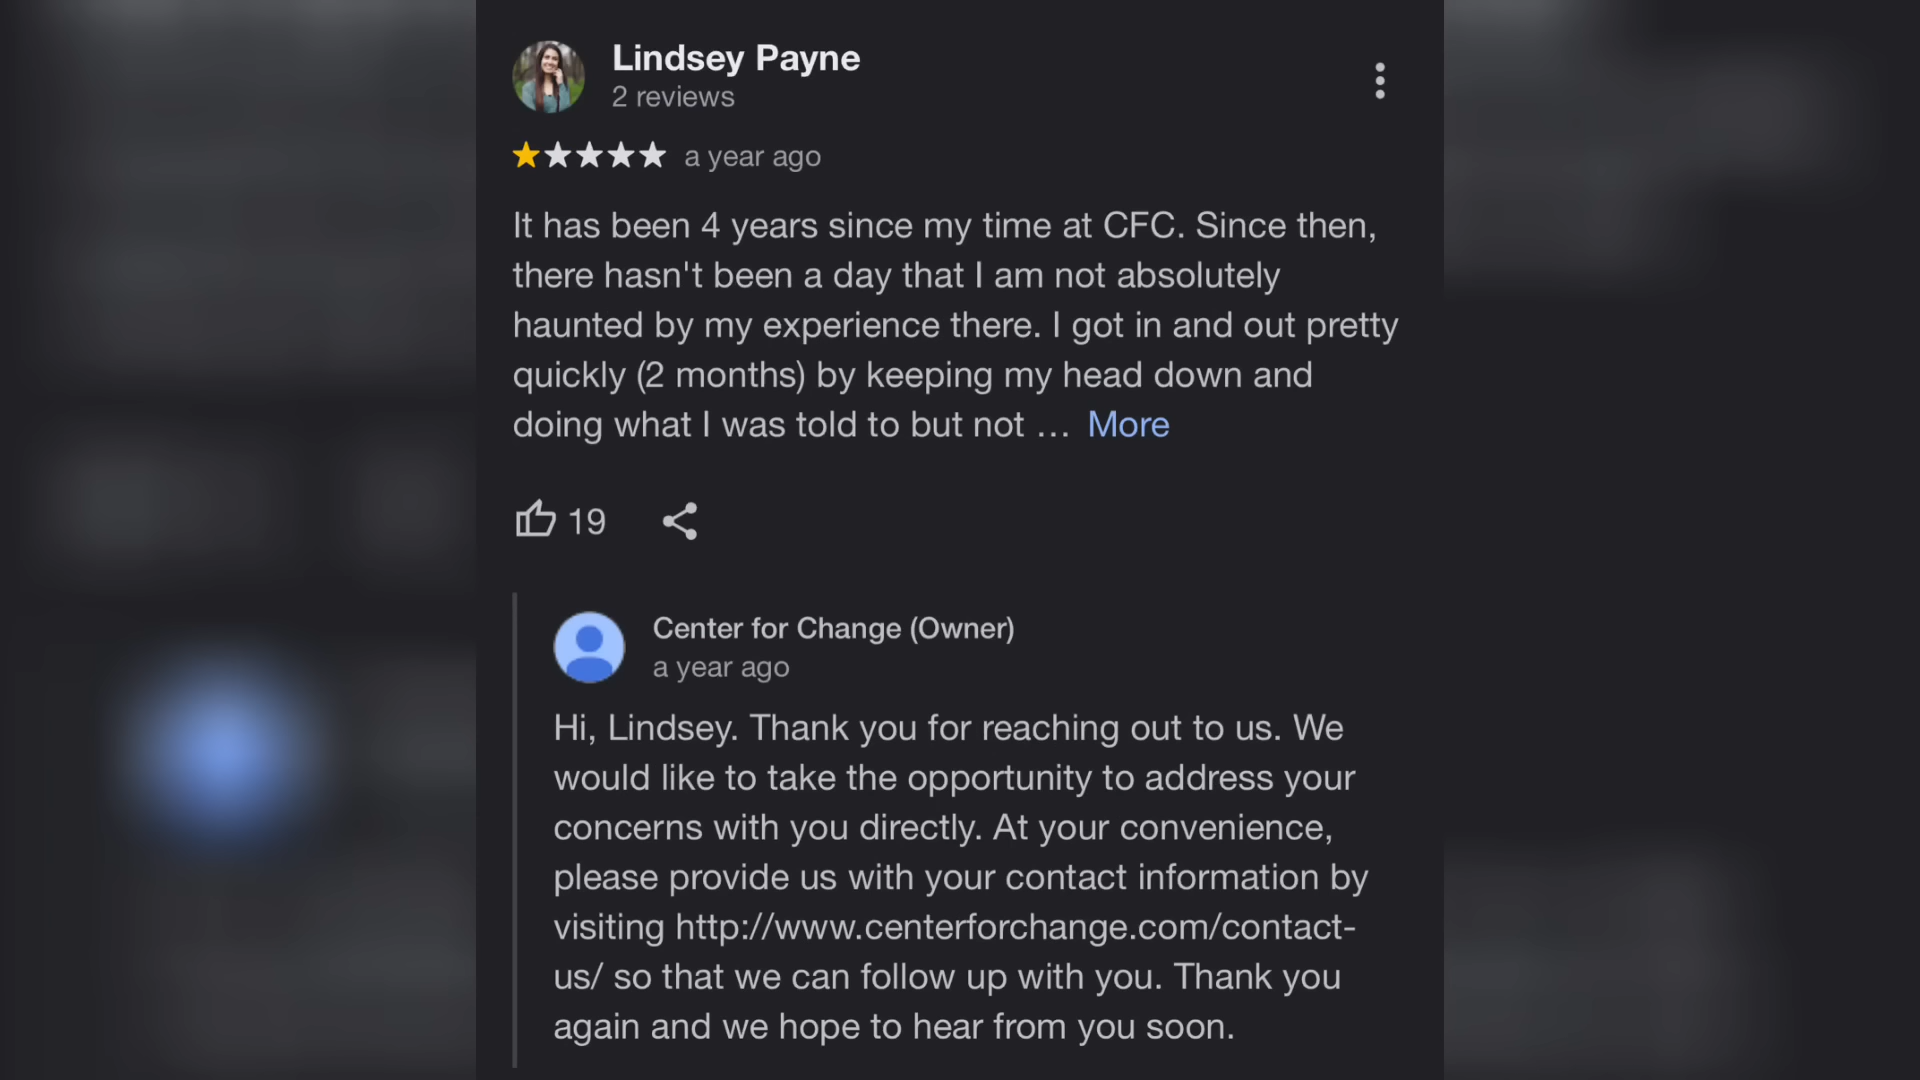 Lindsey Payne
2 reviews
a year ago
It has been 4 years since my time at CFC. Since then,
there hasn't been a day that I am not absolutely
haunted by my experience there. I got in and out pretty
quickly (2 months) by keeping my head down and
doing what I was told to but not … More
19
Center for Change (Owner)
a year ago
Hi, Lindsey. Thank you for reaching out to us. We
would like to take the opportunity to address your
concerns with you directly. At your convenience,
please provide us with your contact information by
visiting http://www.centerforchange.com/contact-
us/ so that we can follow up with you. Thank you
again and we hope to hear from you soon.